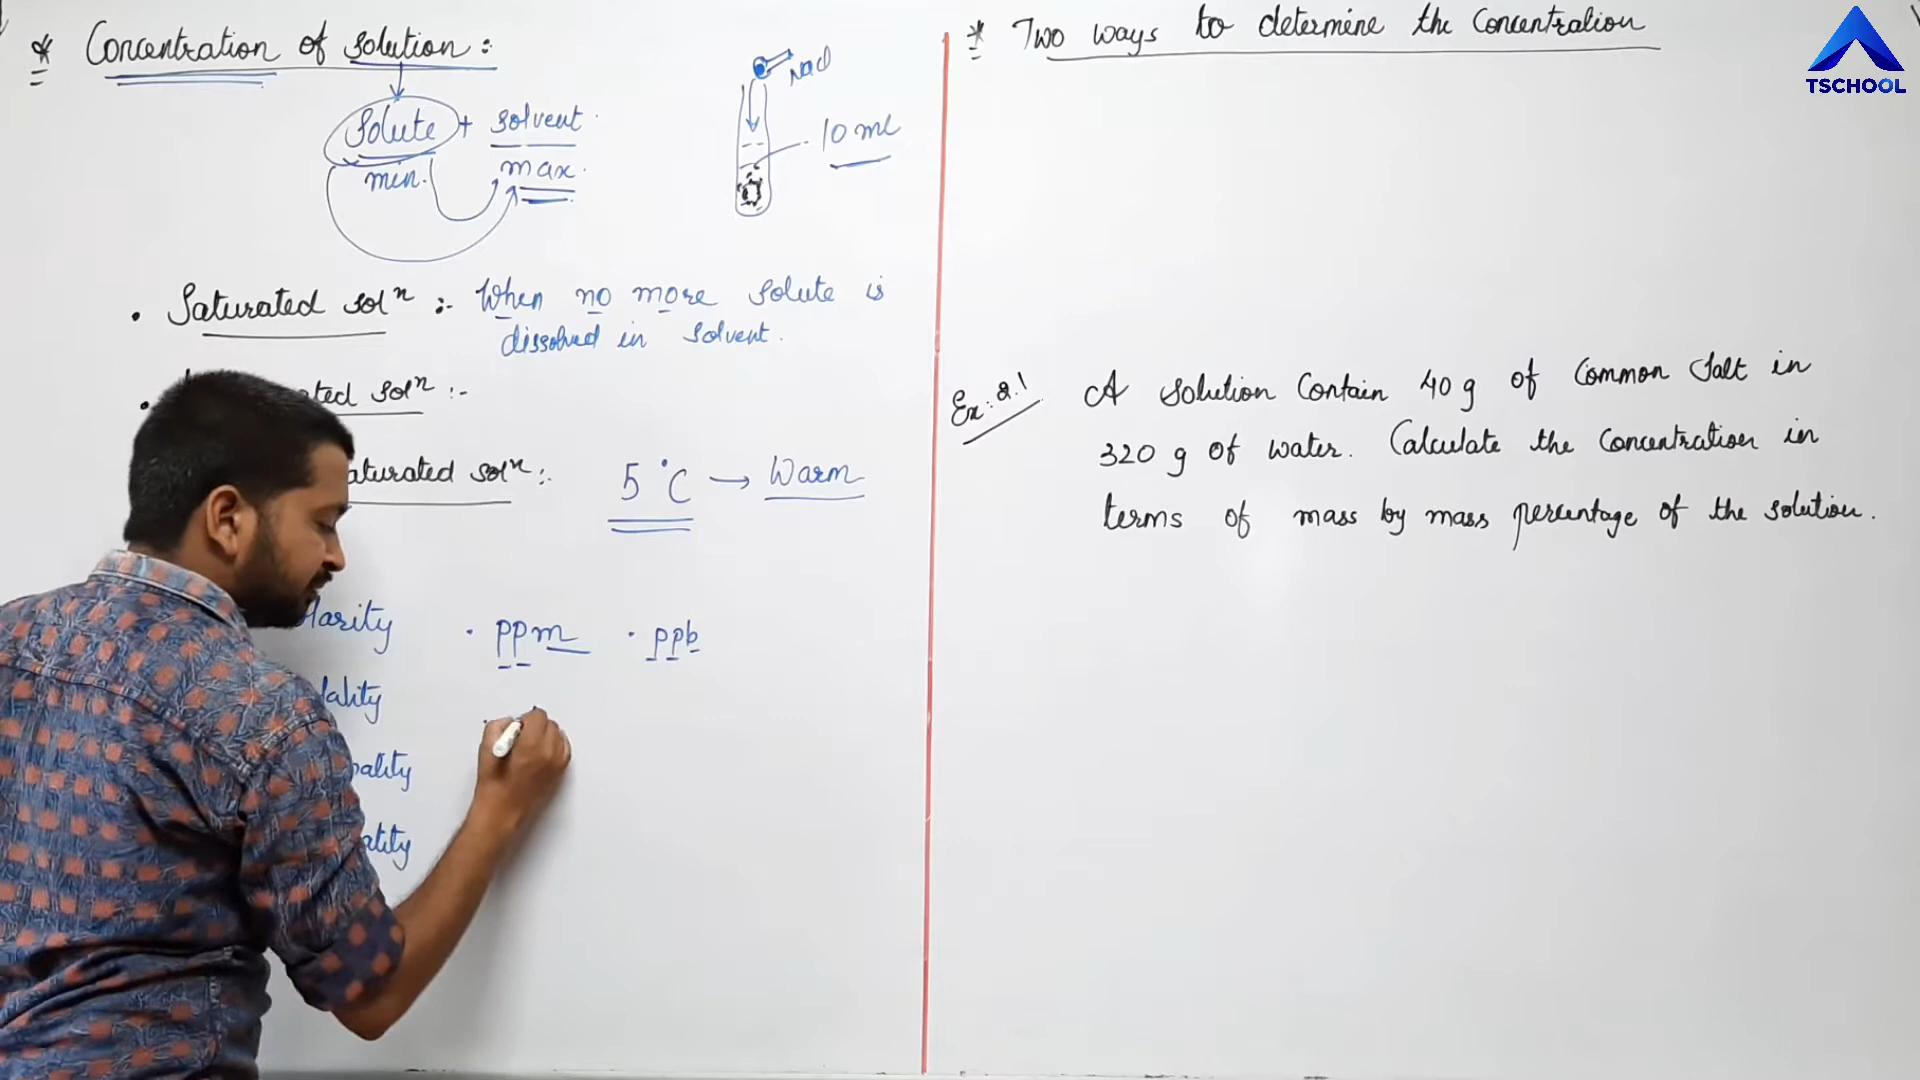 * Concentration of solution :
Solute + solvent
min. max.
NaCl
10 ml
• Saturated solⁿ :- When no more solute is
dissolved in solvent.
solⁿ :-
solⁿ :- 5 °C → Warm
• ppm • ppb
* Two ways to determine the Concentration
Ex: 2.1 A solution Contain 40 g of Common Salt in
320 g of water. Calculate the Concentration in
terms of mass by mass percentage of the solution.
TSCHOOL